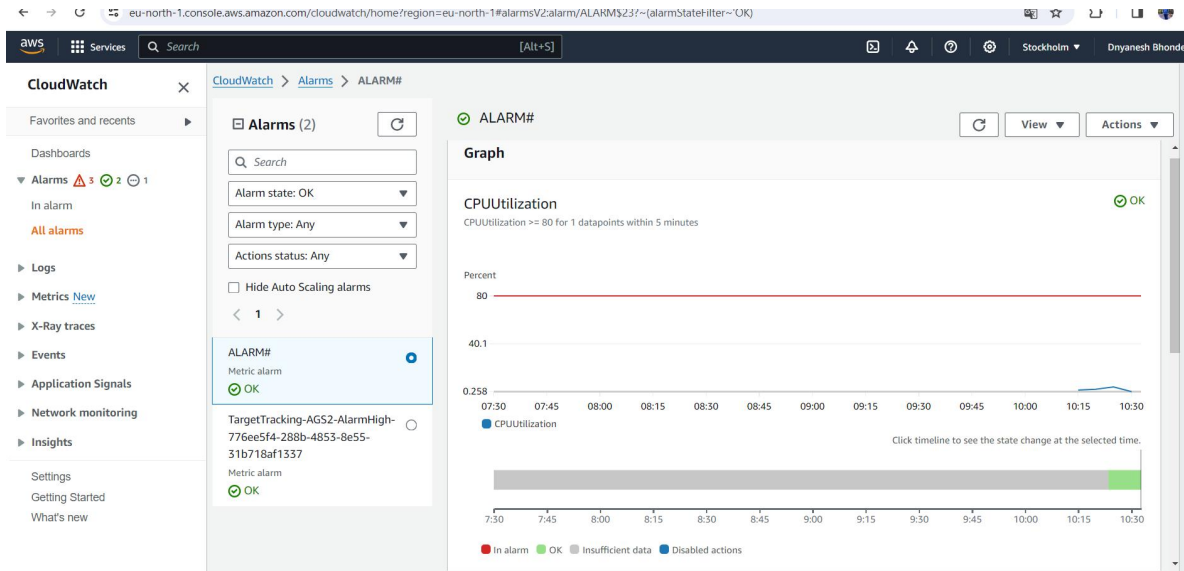 eu-north-1.console.aws.amazon.com/cloudwatch/home?region=eu-north-1#alarmsV2:alarm/ALARM$23?~(alarmStateFilter~'OK)
aws
Services
Search
[Alt+S]
Stockholm
Dnyanesh Bhonde
CloudWatch
Favorites and recents
Dashboards
Alarms 3 2 1
In alarm
All alarms
Logs
Metrics New
X-Ray traces
Events
Application Signals
Network monitoring
Insights
Settings
Getting Started
What's new
CloudWatch > Alarms > ALARM#
Alarms (2)
Search
Alarm state: OK
Alarm type: Any
Actions status: Any
Hide Auto Scaling alarms
< 1 >
ALARM#
Metric alarm
OK
TargetTracking-AGS2-AlarmHigh-
776ee5f4-288b-4853-8e55-
31b718af1337
Metric alarm
OK
ALARM#
View
Actions
Graph
CPUUtilization
OK
CPUUtilization >= 80 for 1 datapoints within 5 minutes
Percent
80
40.1
0.258
07:30 07:45 08:00 08:15 08:30 08:45 09:00 09:15 09:30 09:45 10:00 10:15 10:30
CPUUtilization
Click timeline to see the state change at the selected time.
7:30 7:45 8:00 8:15 8:30 8:45 9:00 9:15 9:30 9:45 10:00 10:15 10:30
In alarm OK Insufficient data Disabled actions